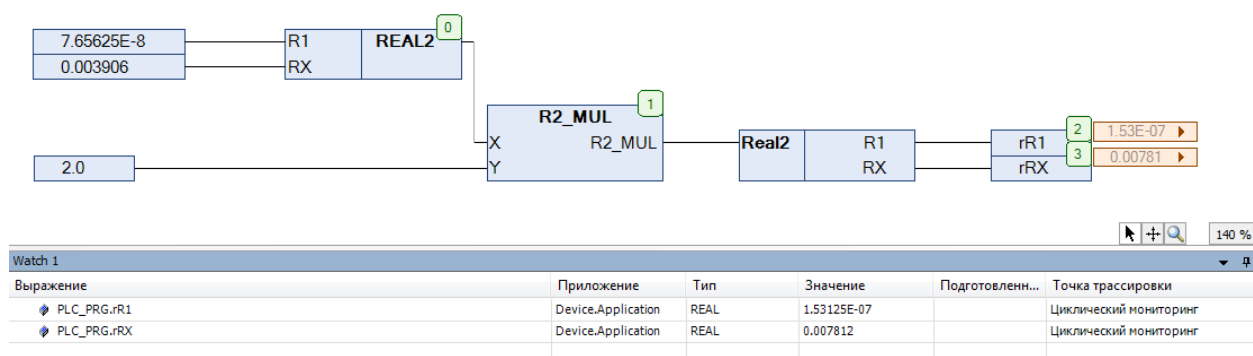 0
7.65625E-8 R1 REAL2
0.003906 RX
1
R2_MUL
X R2_MUL Real2 R1 rR1 2 1.53E-07
2.0 Y RX rRX 3 0.00781
140 %
Watch 1
Выражение Приложение Тип Значение Подготовленн... Точка трассировки
PLC_PRG.rR1 Device.Application REAL 1.53125E-07 Циклический мониторинг
PLC_PRG.rRX Device.Application REAL 0.007812 Циклический мониторинг